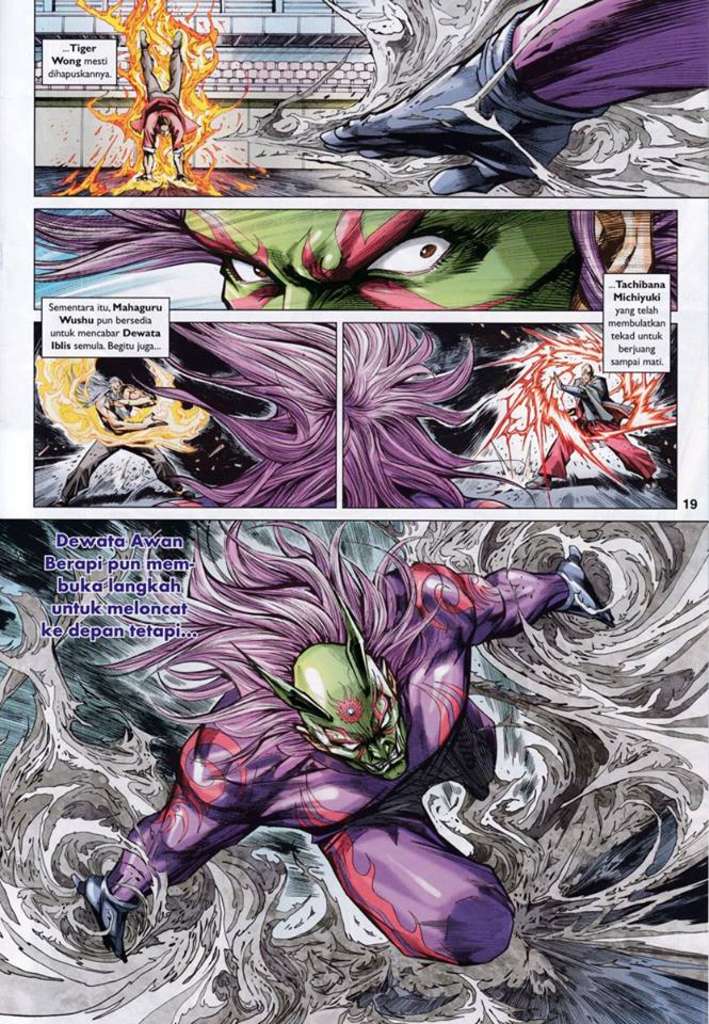 ...Tiger
Wong mesti
dihapuskannya.
Sementara itu, Mahaguru
Wushu pun bersedia
untuk mencabar Dewata
Iblis semula. Begitu juga...
...Tachibana
Michiyuki
yang telah
membulatkan
tekad untuk
berjuang
sampai mati.
19
Dewata Awan
Berapi pun mem-
buka langkah
untuk meloncat
ke depan tetapi...